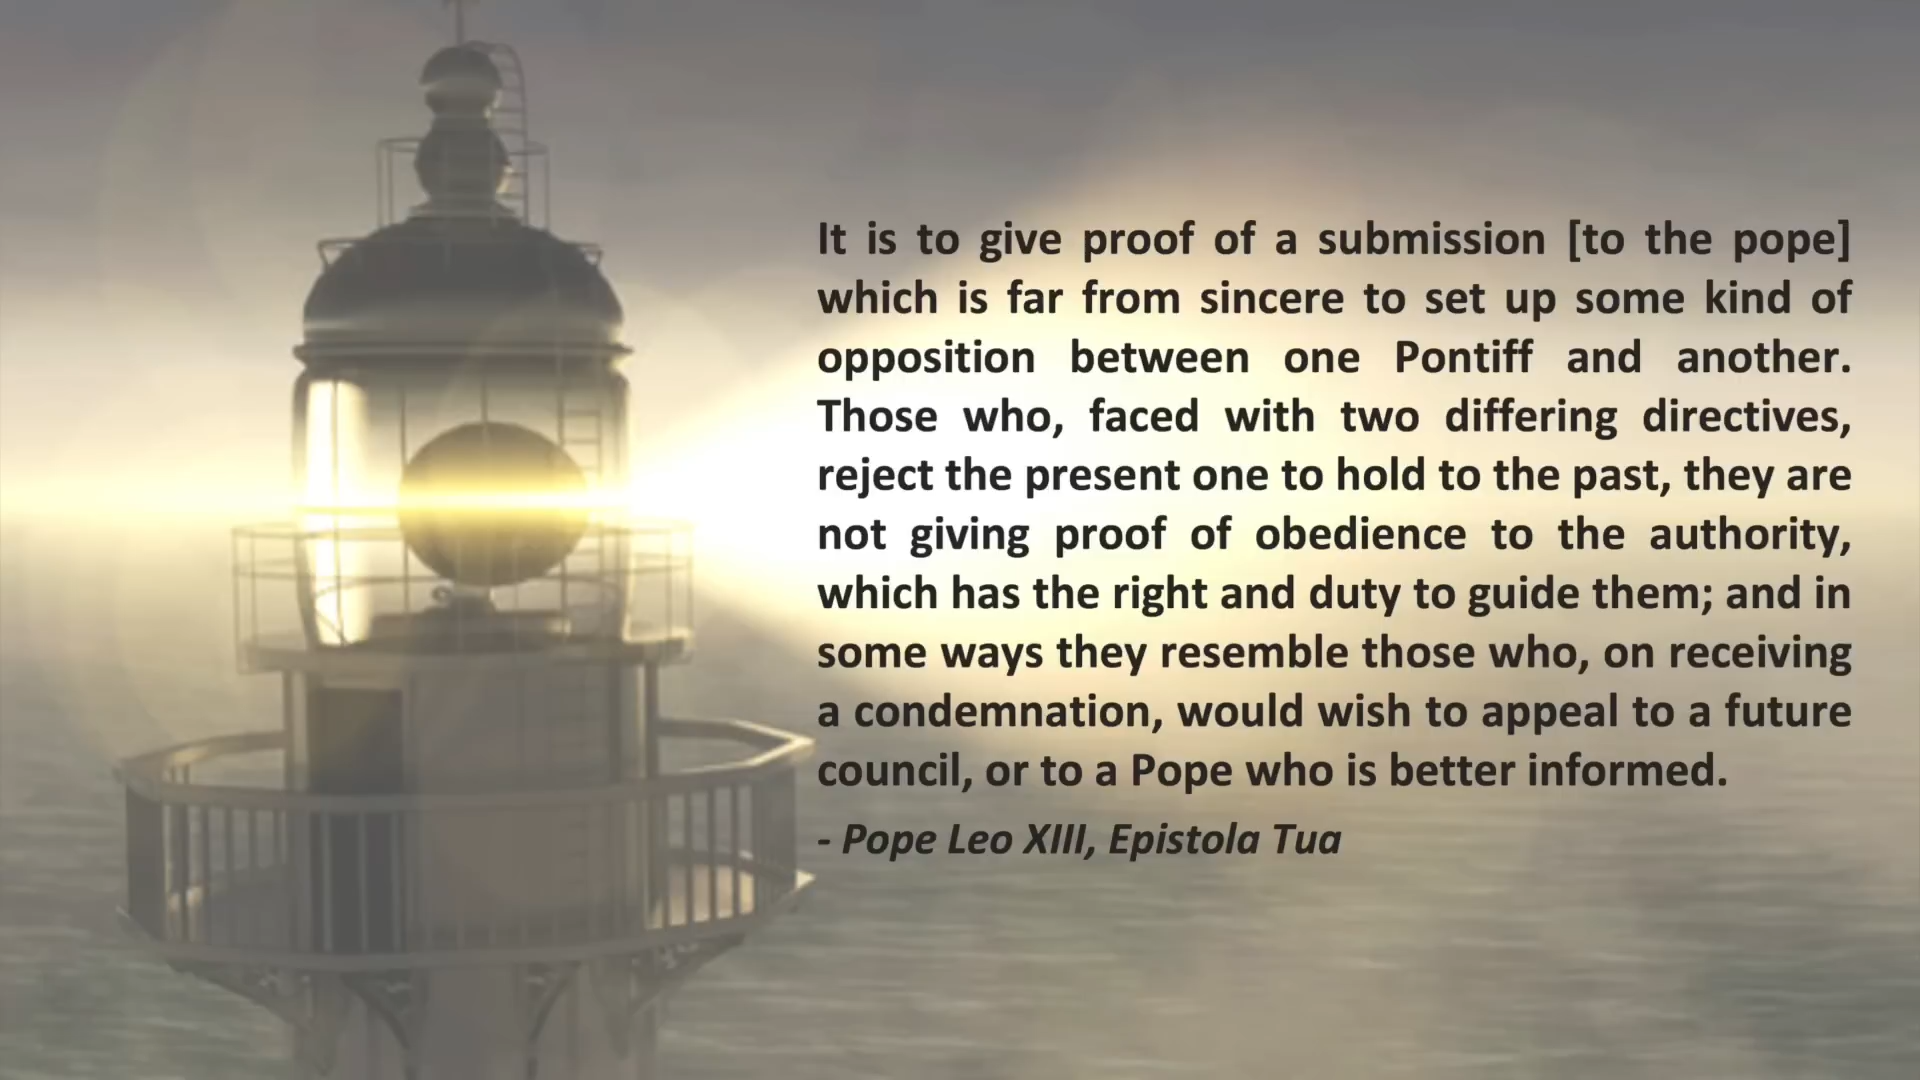 It is to give proof of a submission [to the pope]
which is far from sincere to set up some kind of
opposition between one Pontiff and another.
Those who, faced with two differing directives,
reject the present one to hold to the past, they are
not giving proof of obedience to the authority,
which has the right and duty to guide them; and in
some ways they resemble those who, on receiving
a condemnation, would wish to appeal to a future
council, or to a Pope who is better informed.
- Pope Leo XIII, Epistola Tua